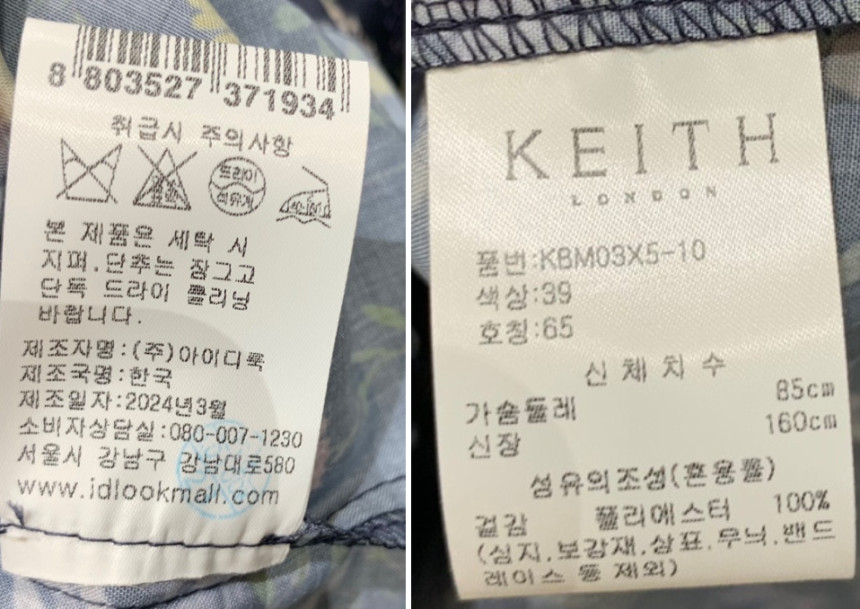 8 803527 371934
취급시 주의사항
드라이
석유계
본 제품은 세탁 시
지퍼.단추는 잠그고
단독 드라이 클리닝
바랍니다.
제조자명:(주)아이디룩
제조국명:한국
제조일자:2024년3월
소비자상담실:080-007-1230
서울시 강남구 강남대로580
www.idlookmall.com
KEITH
LONDON
품번:KBM03X5-10
색상:39
호칭:65
신 체 치 수
가슴둘레 85cm
신장 160cm
섬유의조성(혼용률)
겉감 폴리에스터 100%
(심지.보강재.상표.무늬.밴드
레이스 등 제외)